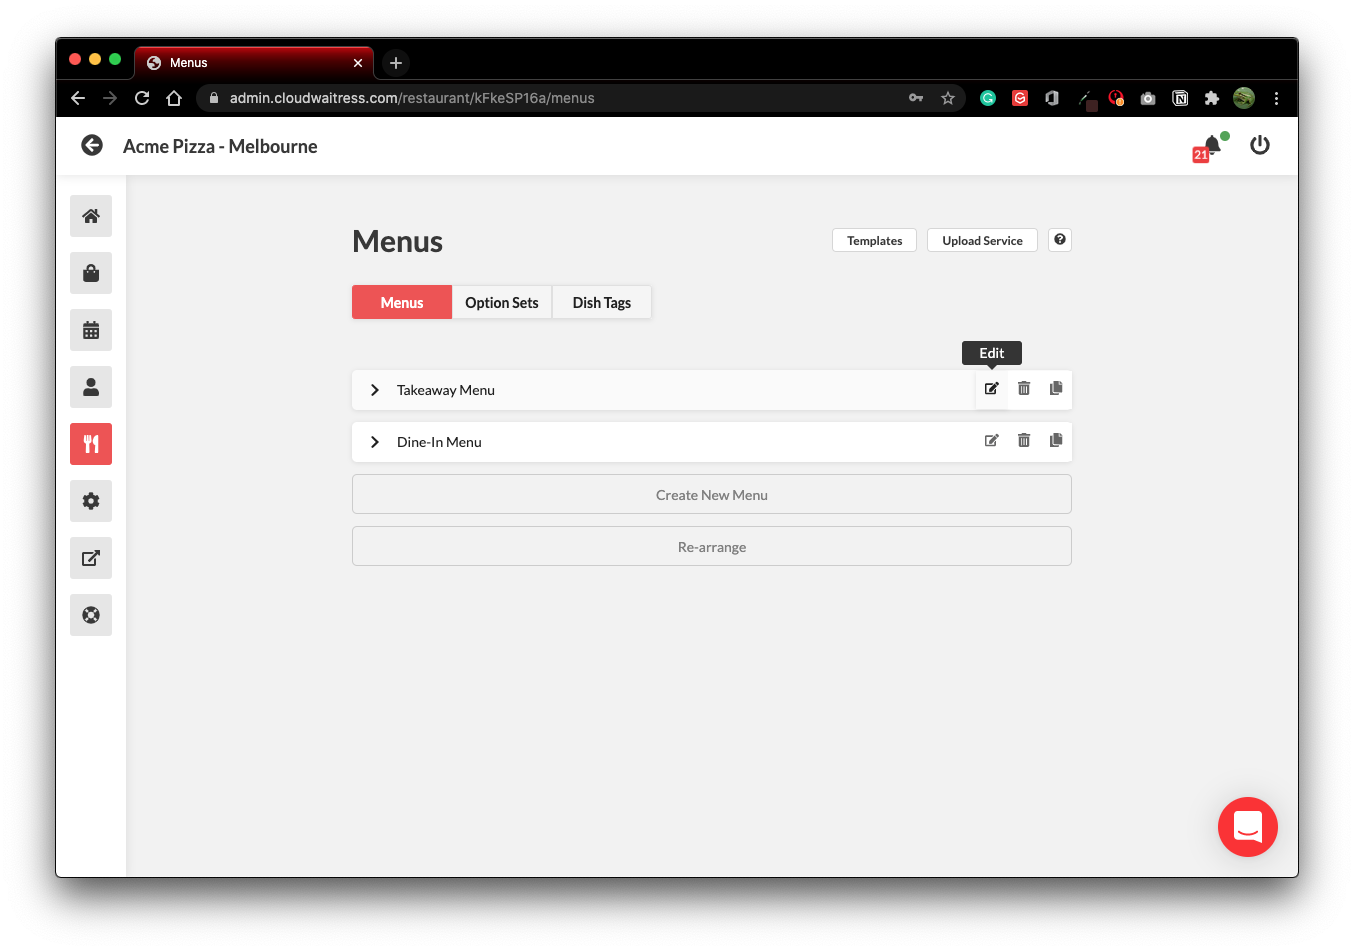 Menus
admin.cloudwaitress.com/restaurant/kFkeSP16a/menus
Acme Pizza - Melbourne
21
Menus
Templates
Upload Service
Menus
Option Sets
Dish Tags
Edit
Takeaway Menu
Dine-In Menu
Create New Menu
Re-arrange